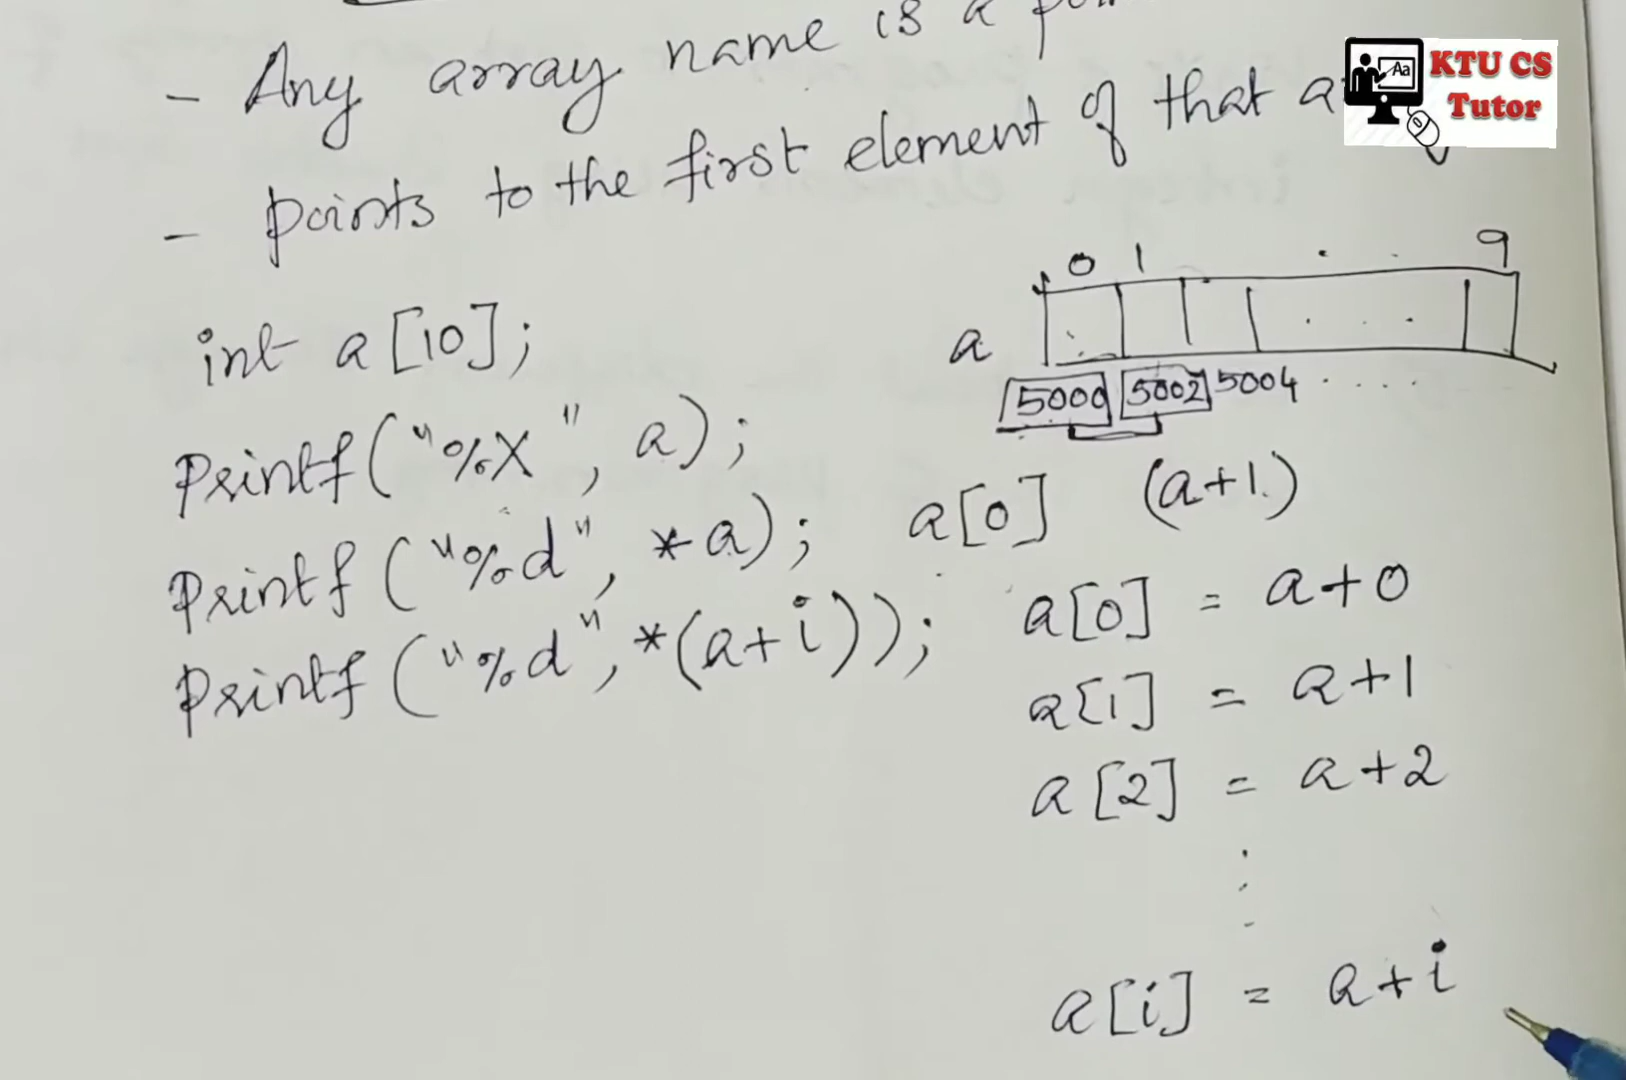 - Any array name is a
KTU CS
Tutor
- points to the first element of that
int a[10];
printf("%X", a);
printf("%d", *a);
printf("%d", *(a+i));
0 1 . . 9
a
5000 5002 5004 . . . .
a[0] (a+1)
a[0] = a+0
a[1] = a+1
a[2] = a+2
a[i] = a+i